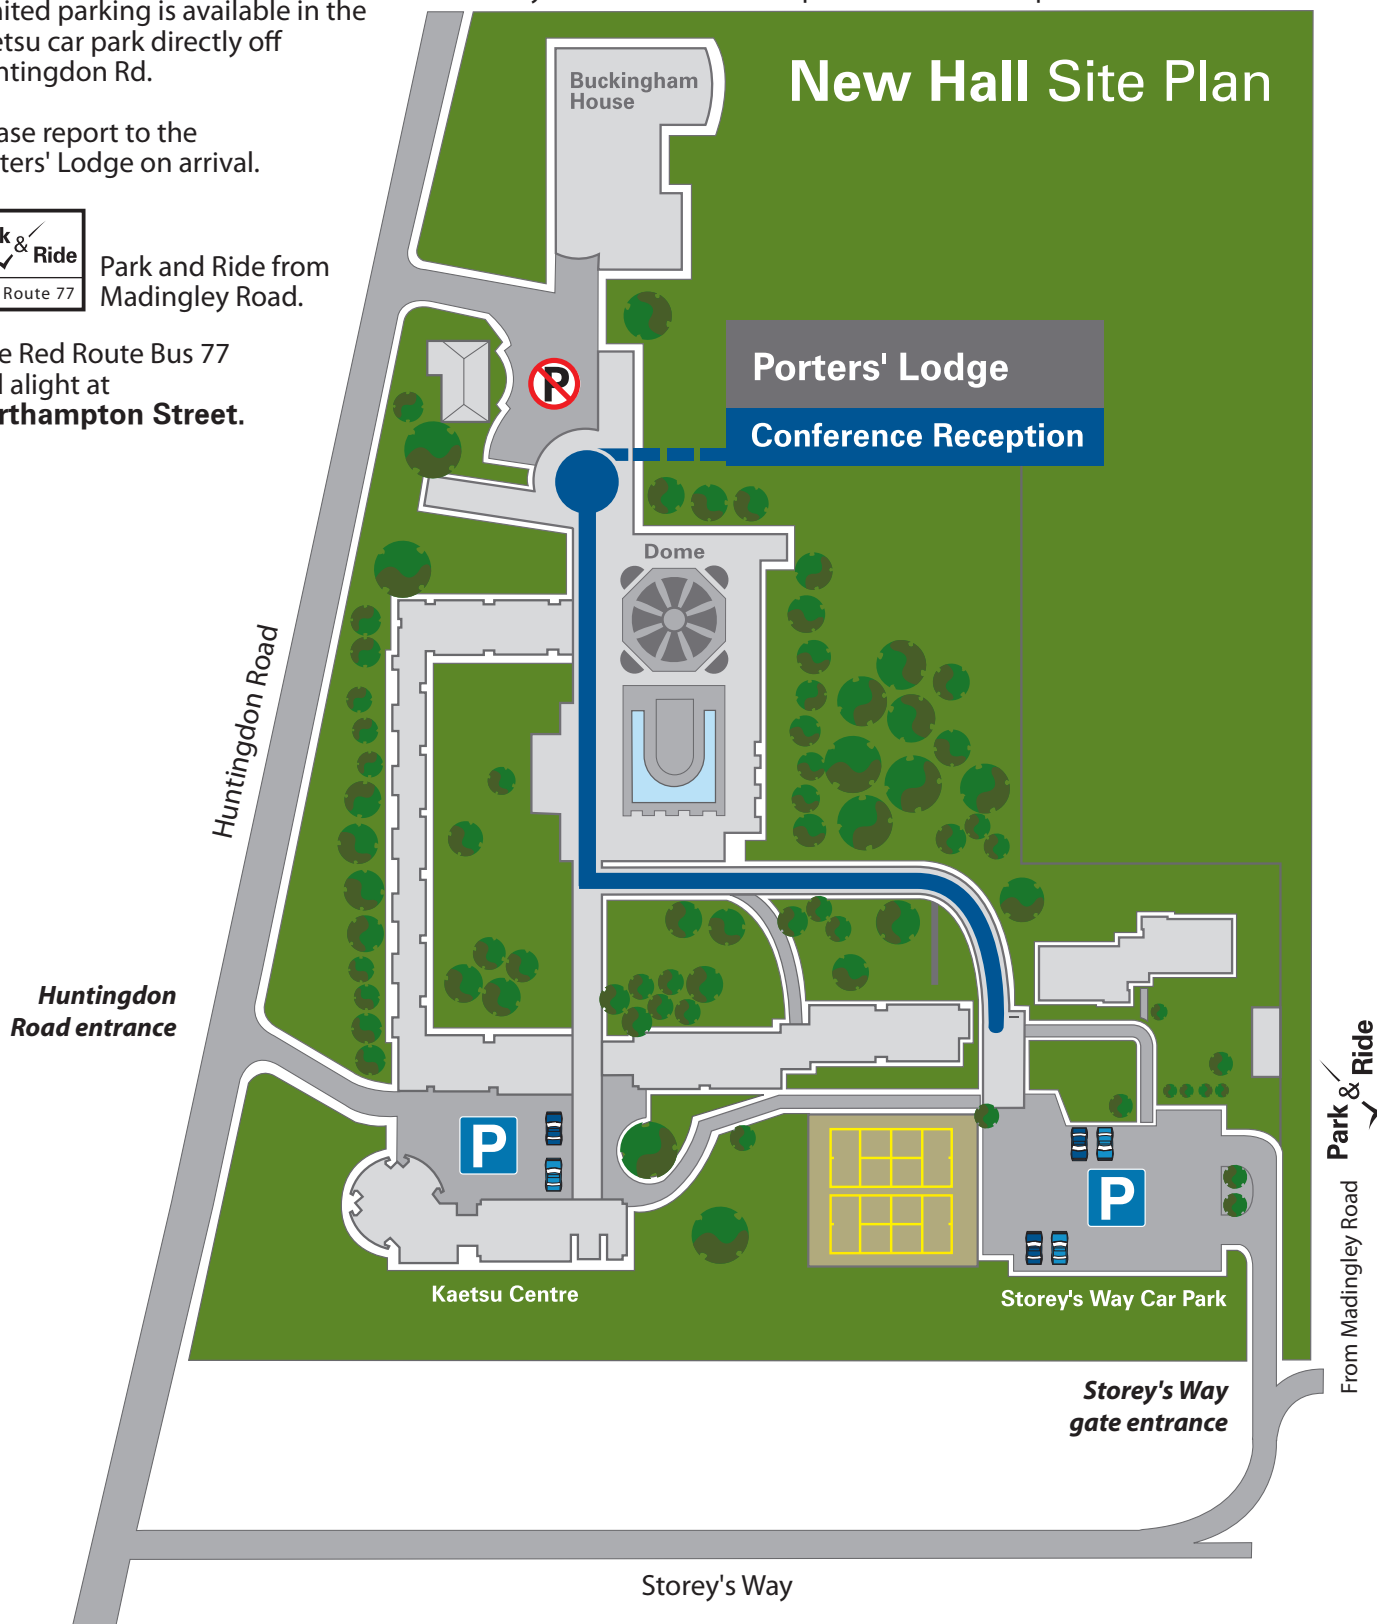 ited parking is available in the
etsu car park directly off
ntingdon Rd.
ase report to the
ters' Lodge on arrival.
k & Ride
Route 77
Park and Ride from
Madingley Road.
e Red Route Bus 77
alight at
rthampton Street.
New Hall Site Plan
Buckingham
House
P
Porters' Lodge
Conference Reception
Dome
Huntingdon Road
Huntingdon
Road entrance
P
P
Kaetsu Centre
Storey's Way Car Park
Park & Ride
From Madingley Road
Storey's Way
gate entrance
Storey's Way